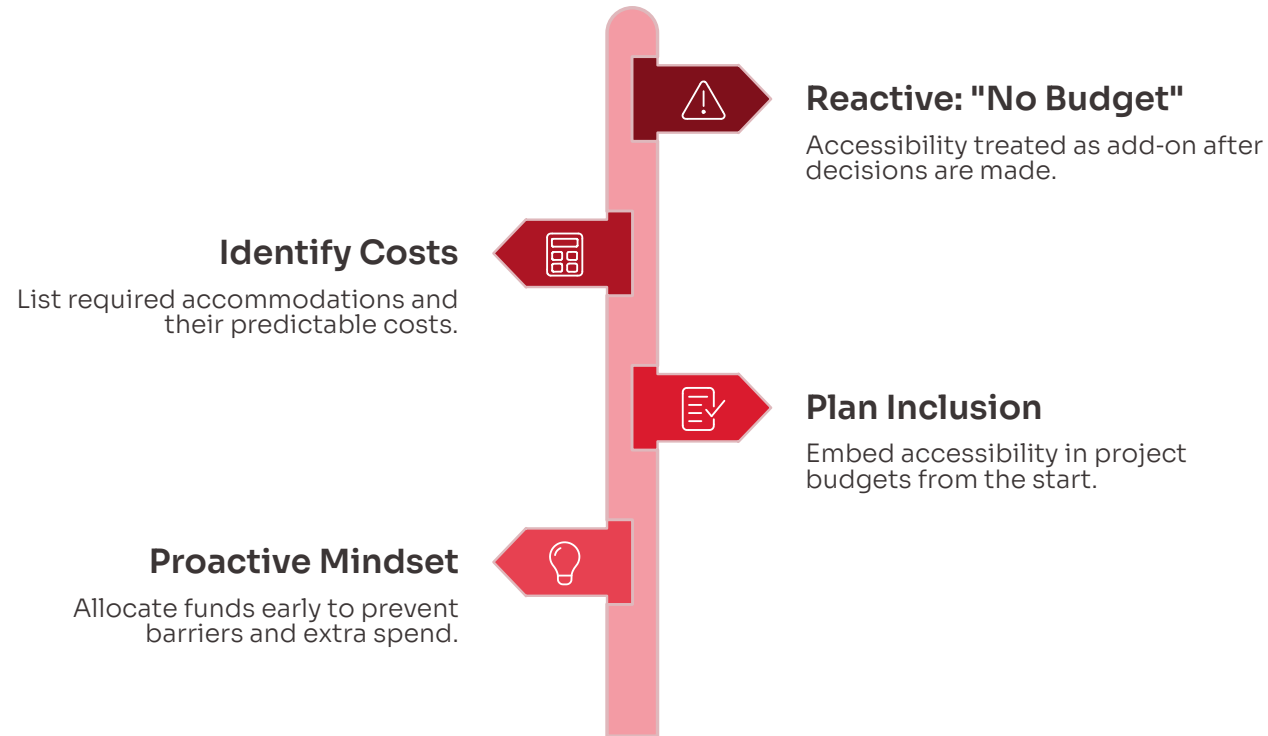 Reactive: "No Budget"
Accessibility treated as add-on after
decisions are made.
Identify Costs
List required accommodations and
their predictable costs.
Plan Inclusion
Embed accessibility in project
budgets from the start.
Proactive Mindset
Allocate funds early to prevent
barriers and extra spend.